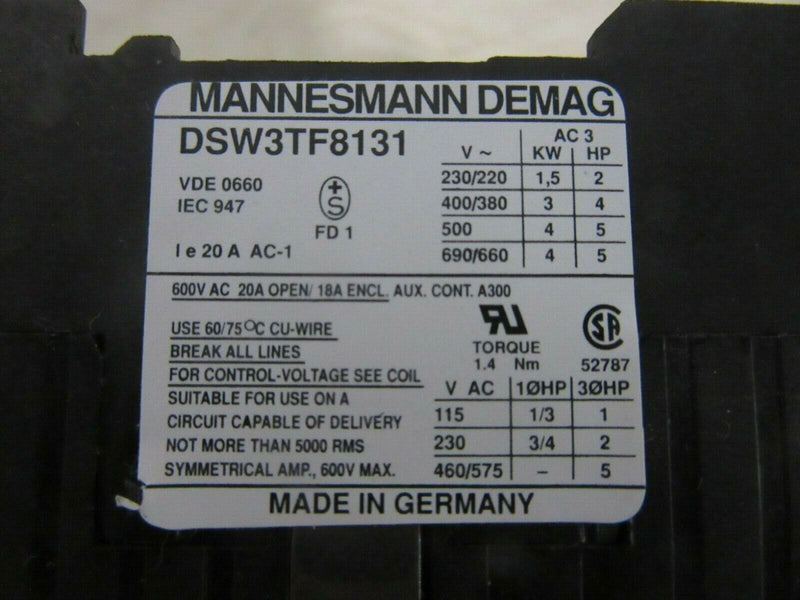 MANNESMANN DEMAG
DSW3TF8131
VDE 0660
IEC 947
+
S
FD 1
I e 20 A AC-1
AC 3
V ~ KW HP
230/220 1,5 2
400/380 3 4
500 4 5
690/660 4 5
600V AC 20A OPEN/ 18A ENCL. AUX. CONT. A300
USE 60/75°C CU-WIRE
BREAK ALL LINES
FOR CONTROL-VOLTAGE SEE COIL
SUITABLE FOR USE ON A
CIRCUIT CAPABLE OF DELIVERY
NOT MORE THAN 5000 RMS
SYMMETRICAL AMP., 600V MAX.
RU
SA
TORQUE
1.4 Nm
52787
V AC 1ØHP 3ØHP
115 1/3 1
230 3/4 2
460/575 – 5
MADE IN GERMANY